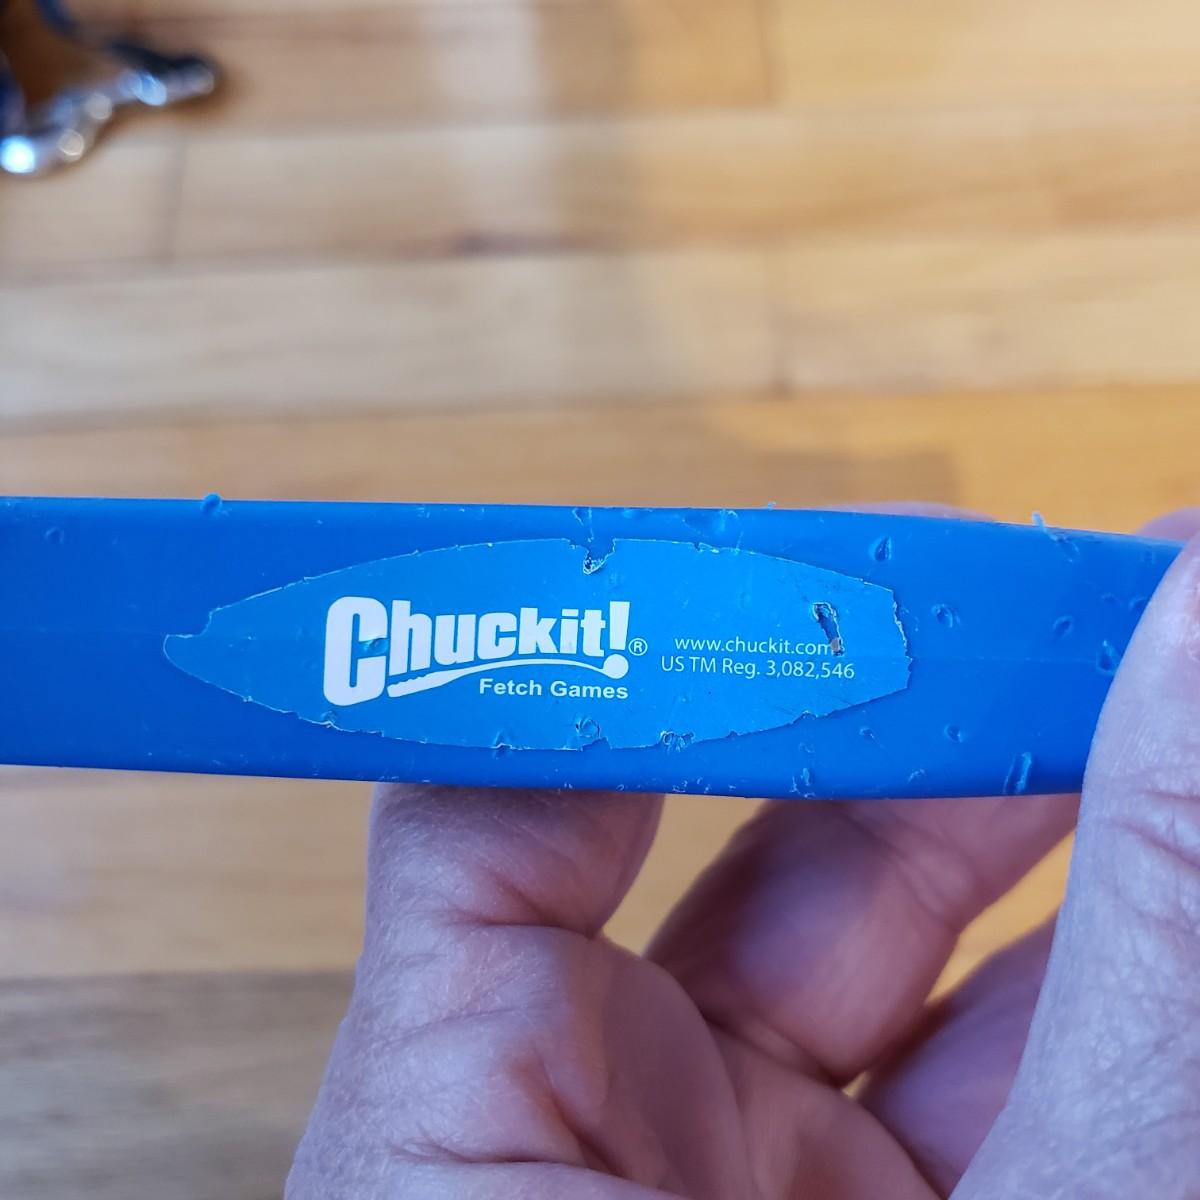 Chuckit!®
Fetch Games
www.chuckit.com
US TM Reg. 3,082,546